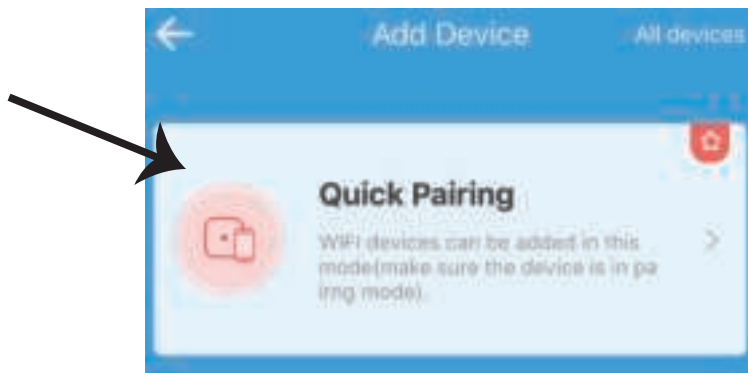 Add Device
All devices
Quick Pairing
WIFI devices can be added in this
mode(make sure the device is in pa
irng mode).